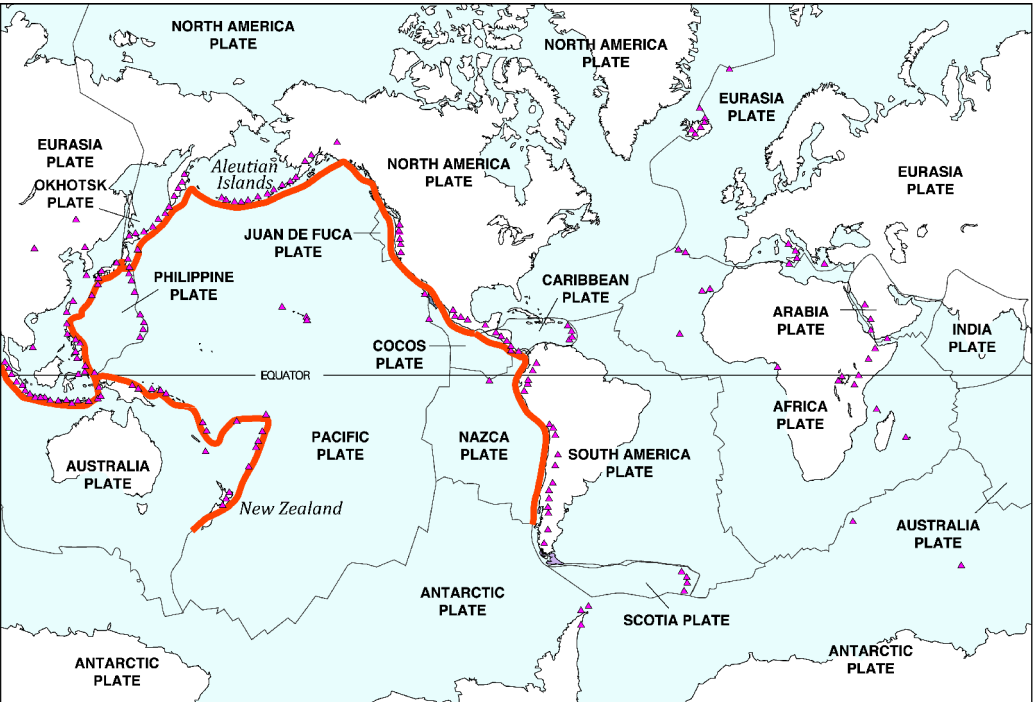 NORTH AMERICA
PLATE
NORTH AMERICA
PLATE
EURASIA
PLATE
EURASIA
PLATE
OKHOTSK
PLATE
Aleutian
Islands
NORTH AMERICA
PLATE
EURASIA
PLATE
JUAN DE FUCA
PLATE
PHILIPPINE
PLATE
CARIBBEAN
PLATE
ARABIA
PLATE
INDIA
PLATE
COCOS
PLATE
EQUATOR
AFRICA
PLATE
PACIFIC
PLATE
NAZCA
PLATE
SOUTH AMERICA
PLATE
AUSTRALIA
PLATE
New Zealand
AUSTRALIA
PLATE
ANTARCTIC
PLATE
SCOTIA PLATE
ANTARCTIC
PLATE
ANTARCTIC
PLATE